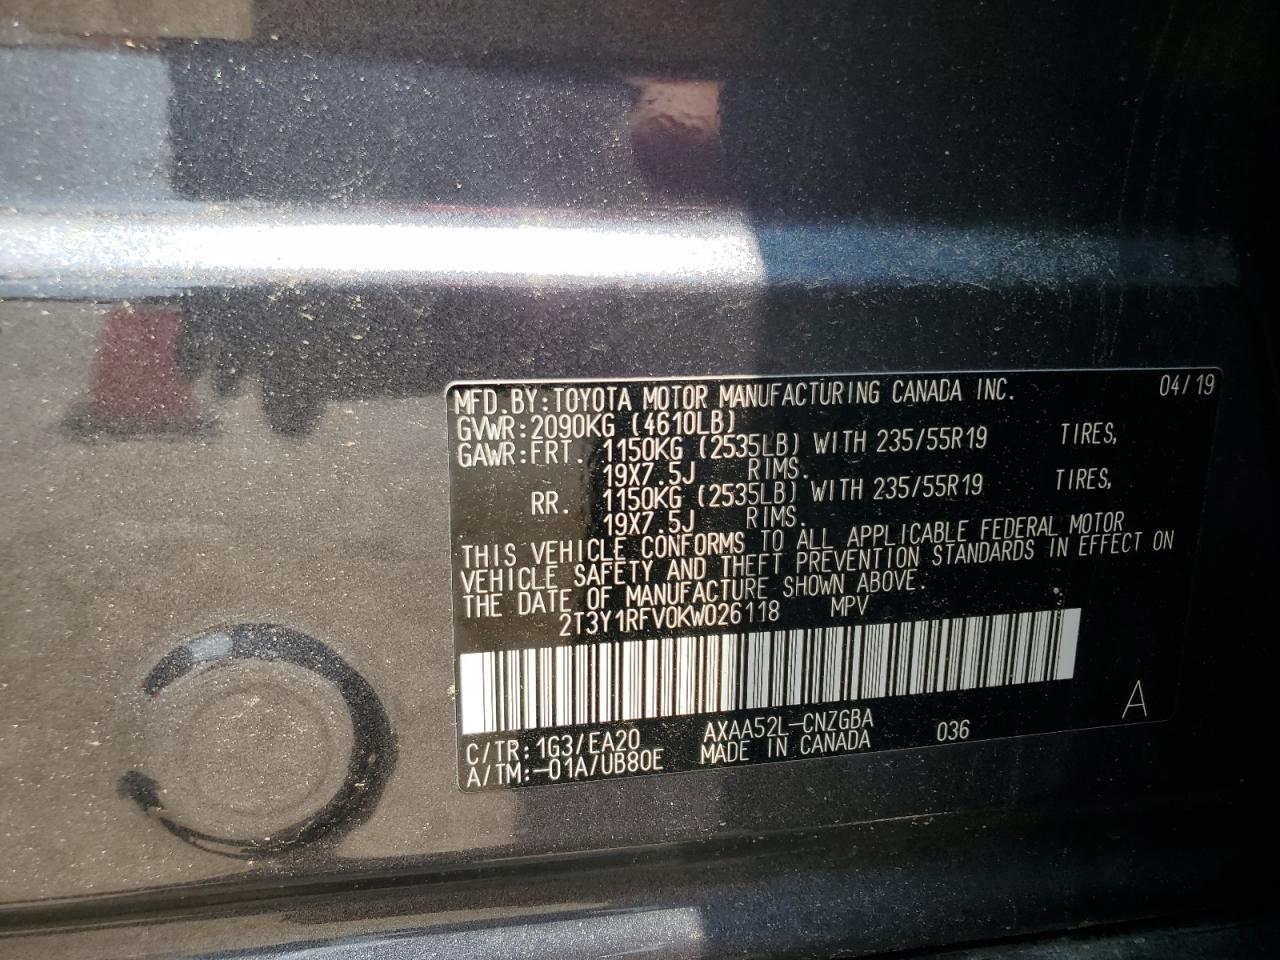 MFD.BY:TOYOTA MOTOR MANUFACTURING CANADA INC. 04/19
GVWR:2090KG (4610LB)
GAWR:FRT. 1150KG (2535LB) WITH 235/55R19 TIRES,
19X7.5J RIMS.
RR. 1150KG (2535LB) WITH 235/55R19 TIRES,
19X7.5J RIMS.
THIS VEHICLE CONFORMS TO ALL APPLICABLE FEDERAL MOTOR
VEHICLE SAFETY AND THEFT PREVENTION STANDARDS IN EFFECT ON
THE DATE OF MANUFACTURE SHOWN ABOVE.
2T3Y1RFV0KW026118 MPV
C/TR:1G3/EA20 AXAA52L-CNZGBA 036 A
A/TM:-01A/UB80E MADE IN CANADA